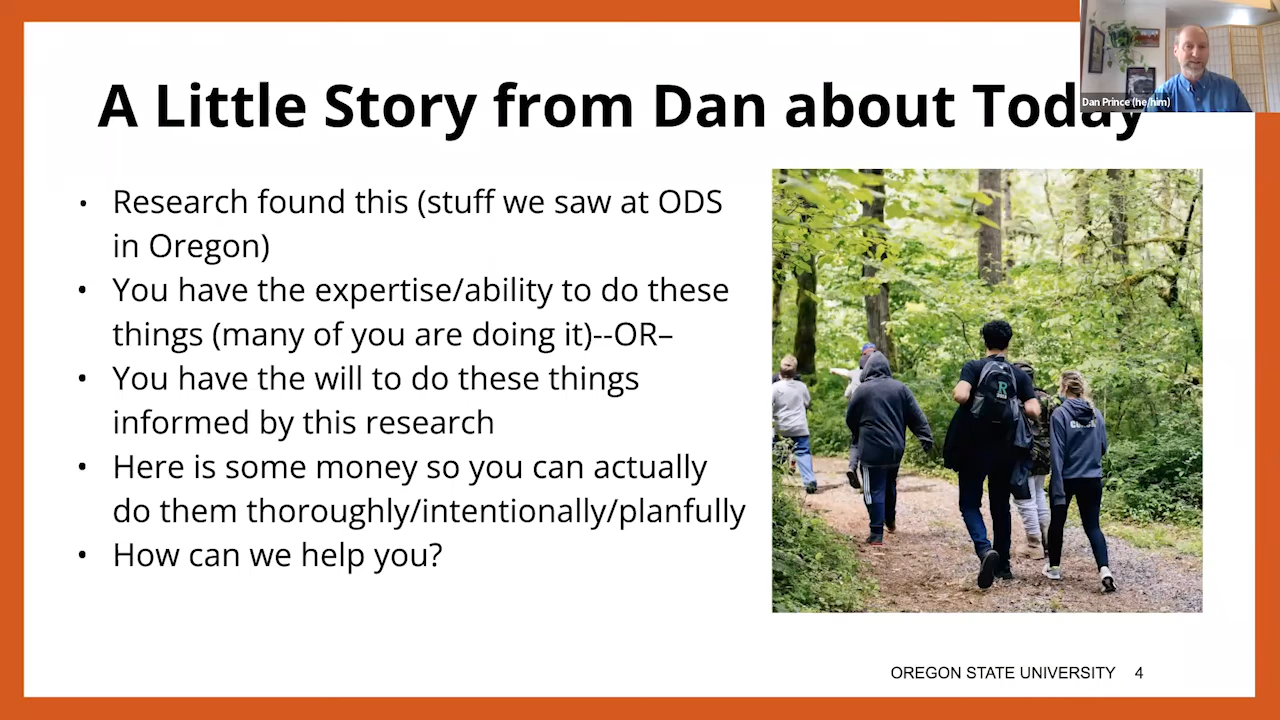 A Little Story from Dan about Today
Dan Prince (he/him)
• Research found this (stuff we saw at ODS
in Oregon)
• You have the expertise/ability to do these
things (many of you are doing it)--OR–
• You have the will to do these things
informed by this research
• Here is some money so you can actually
do them thoroughly/intentionally/planfully
• How can we help you?
R
OREGON STATE UNIVERSITY 4